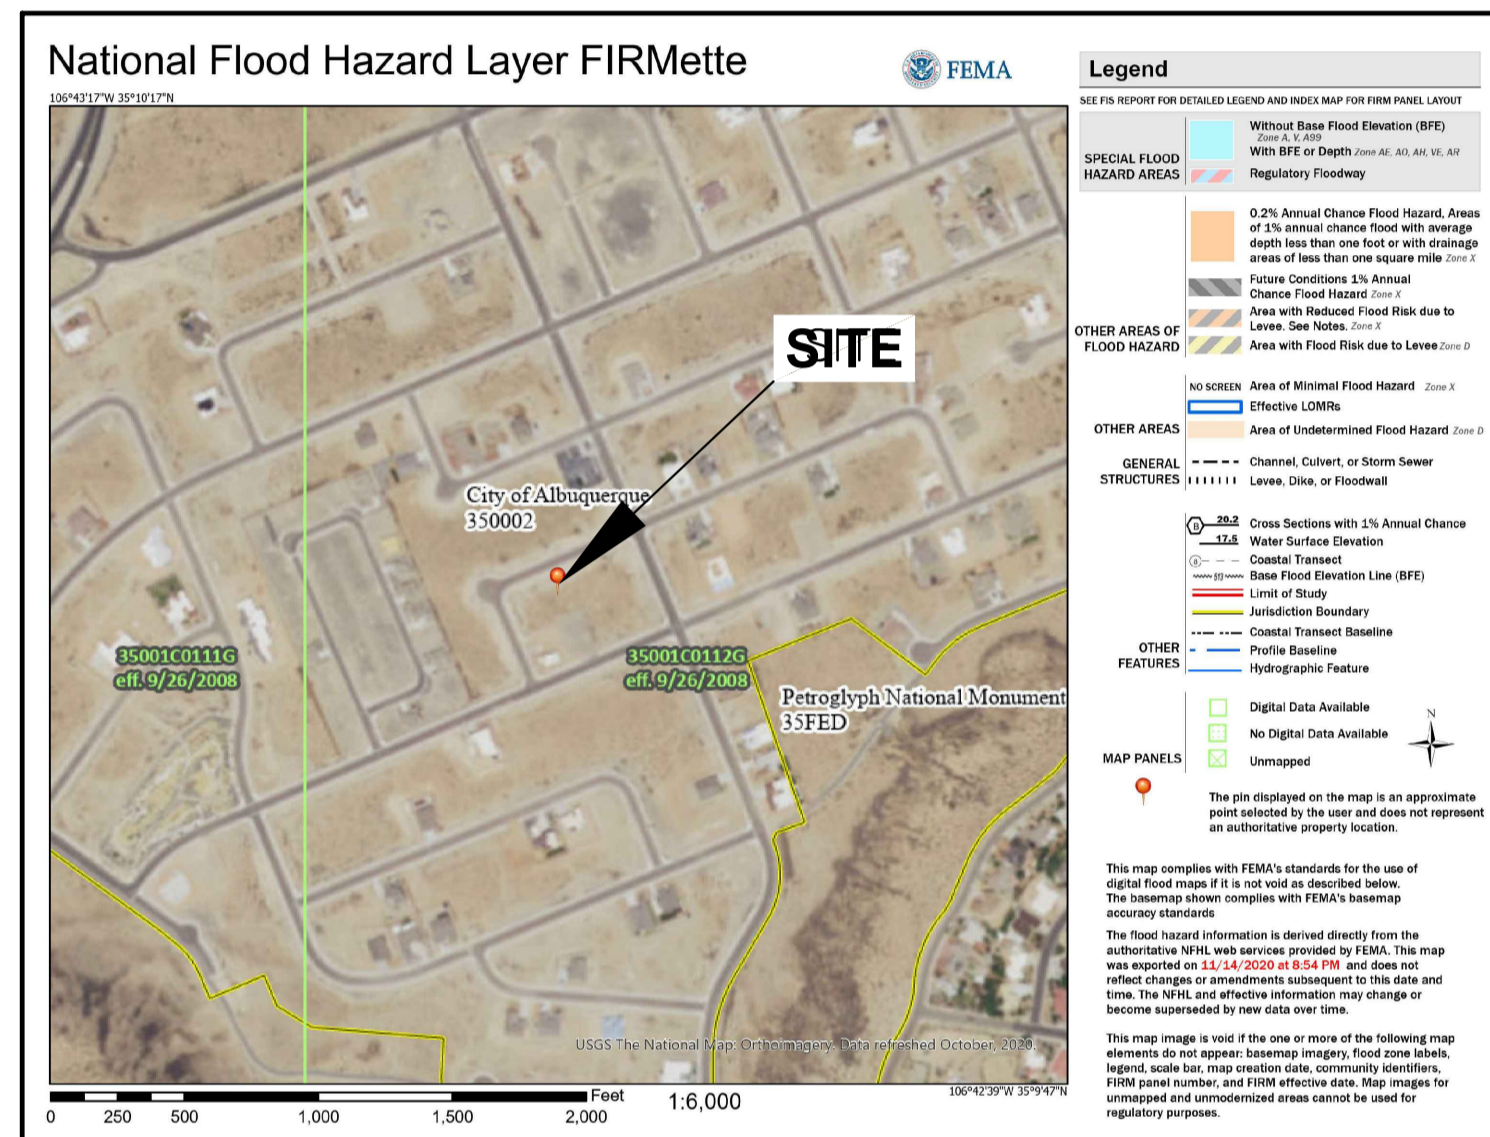 National Flood Hazard Layer FIRMette
FEMA
106°43'17"W 35°10'17"N
SITE
City of Albuquerque
350002
35001C0111G
eff. 9/26/2008
35001C0112G
eff. 9/26/2008
Petroglyph National Monument
35FED
USGS The National Map: Orthoimagery. Data refreshed October, 2020.
0 250 500 1,000 1,500 2,000
Feet
1:6,000
106°42'39"W 35°9'47"N
Legend
SEE FIS REPORT FOR DETAILED LEGEND AND INDEX MAP FOR FIRM PANEL LAYOUT
SPECIAL FLOOD
HAZARD AREAS
Without Base Flood Elevation (BFE)
Zone A, V, A99
With BFE or Depth Zone AE, AO, AH, VE, AR
Regulatory Floodway
OTHER AREAS OF
FLOOD HAZARD
0.2% Annual Chance Flood Hazard, Areas
of 1% annual chance flood with average
depth less than one foot or with drainage
areas of less than one square mile Zone X
Future Conditions 1% Annual
Chance Flood Hazard Zone X
Area with Reduced Flood Risk due to
Levee. See Notes. Zone X
Area with Flood Risk due to Levee Zone D
OTHER AREAS
NO SCREEN Area of Minimal Flood Hazard Zone X
Effective LOMRs
Area of Undetermined Flood Hazard Zone D
GENERAL
STRUCTURES
Channel, Culvert, or Storm Sewer
Levee, Dike, or Floodwall
OTHER
FEATURES
B 20.2 Cross Sections with 1% Annual Chance
17.5 Water Surface Elevation
Coastal Transect
513 Base Flood Elevation Line (BFE)
Limit of Study
Jurisdiction Boundary
Coastal Transect Baseline
Profile Baseline
Hydrographic Feature
MAP PANELS
Digital Data Available
No Digital Data Available
Unmapped
N
The pin displayed on the map is an approximate
point selected by the user and does not represent
an authoritative property location.
This map complies with FEMA's standards for the use of
digital flood maps if it is not void as described below.
The basemap shown complies with FEMA's basemap
accuracy standards
The flood hazard information is derived directly from the
authoritative NFHL web services provided by FEMA. This map
was exported on 11/14/2020 at 8:54 PM and does not
reflect changes or amendments subsequent to this date and
time. The NFHL and effective information may change or
become superseded by new data over time.
This map image is void if the one or more of the following map
elements do not appear: basemap imagery, flood zone labels,
legend, scale bar, map creation date, community identifiers,
FIRM panel number, and FIRM effective date. Map images for
unmapped and unmodernized areas cannot be used for
regulatory purposes.